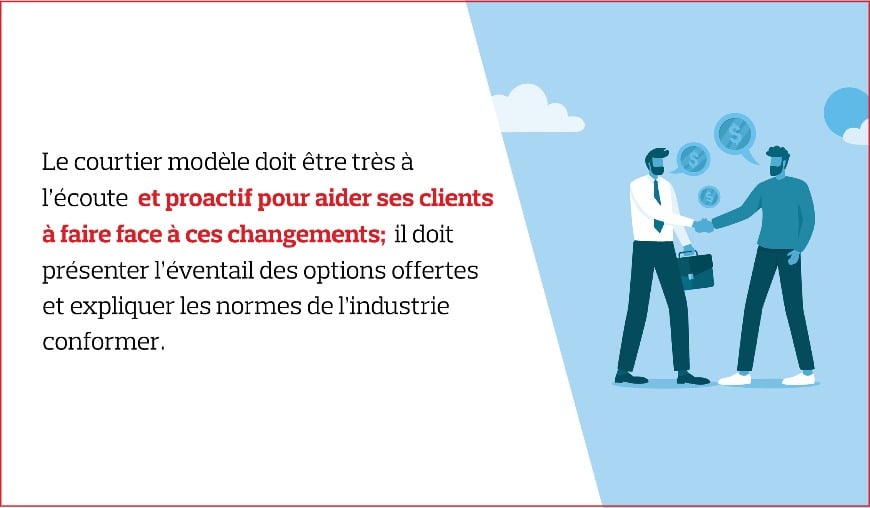 Le courtier modèle doit être très à
l’écoute et proactif pour aider ses clients
à faire face à ces changements; il doit
présenter l’éventail des options offertes
et expliquer les normes de l’industrie
conformer.
$
$
$